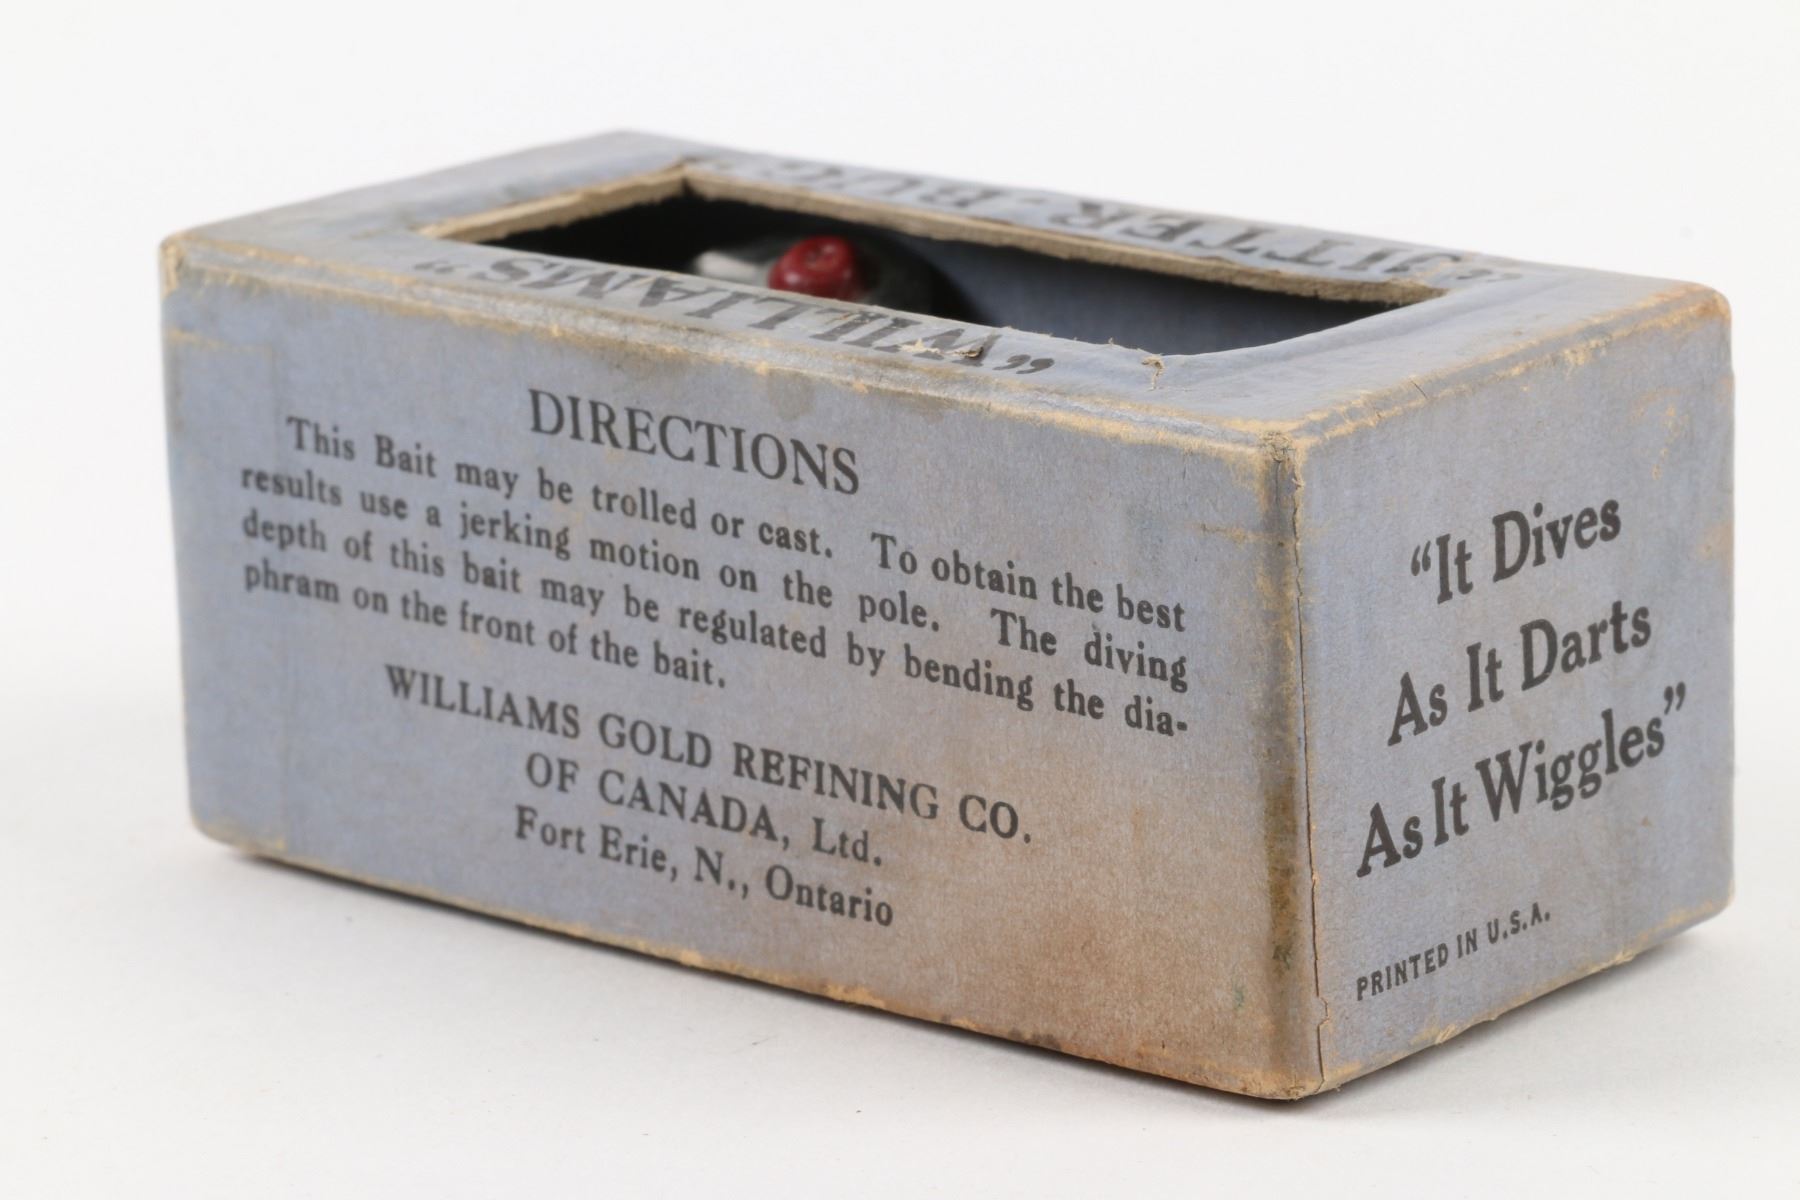 "JITTER-BUG"
"WILLIAMS"
DIRECTIONS
This Bait may be trolled or cast. To obtain the best
results use a jerking motion on the pole. The diving
depth of this bait may be regulated by bending the dia-
phram on the front of the bait.
WILLIAMS GOLD REFINING CO.
OF CANADA, Ltd.
Fort Erie, N., Ontario
"It Dives
As It Darts
As It Wiggles"
PRINTED IN U.S.A.